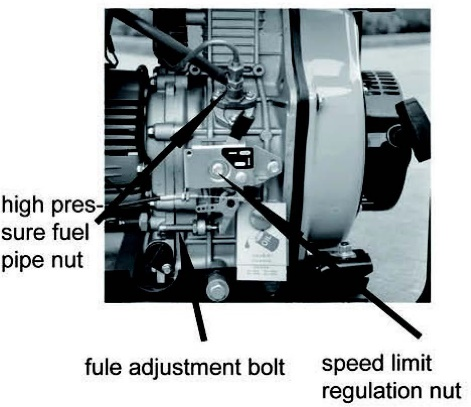 high pres-
sure fuel
pipe nut
fule adjustment bolt
speed limit
regulation nut